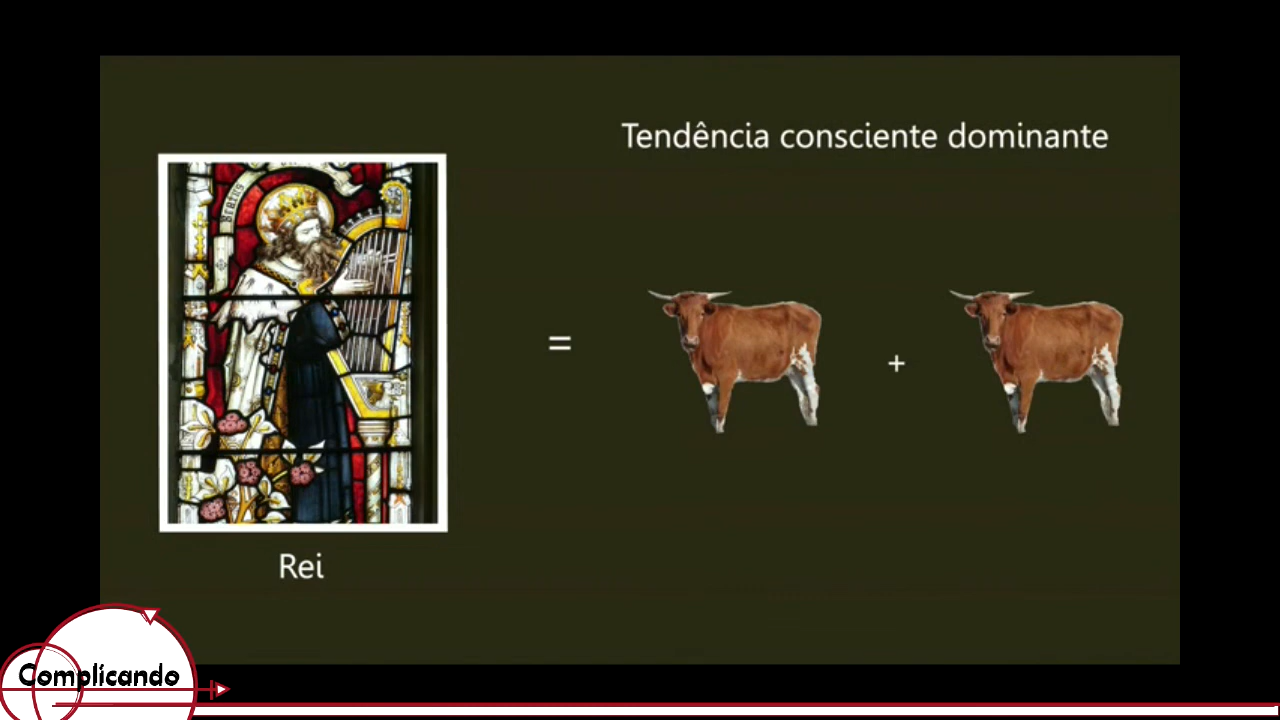 Tendência consciente dominante
=
+
Rei
Complicando